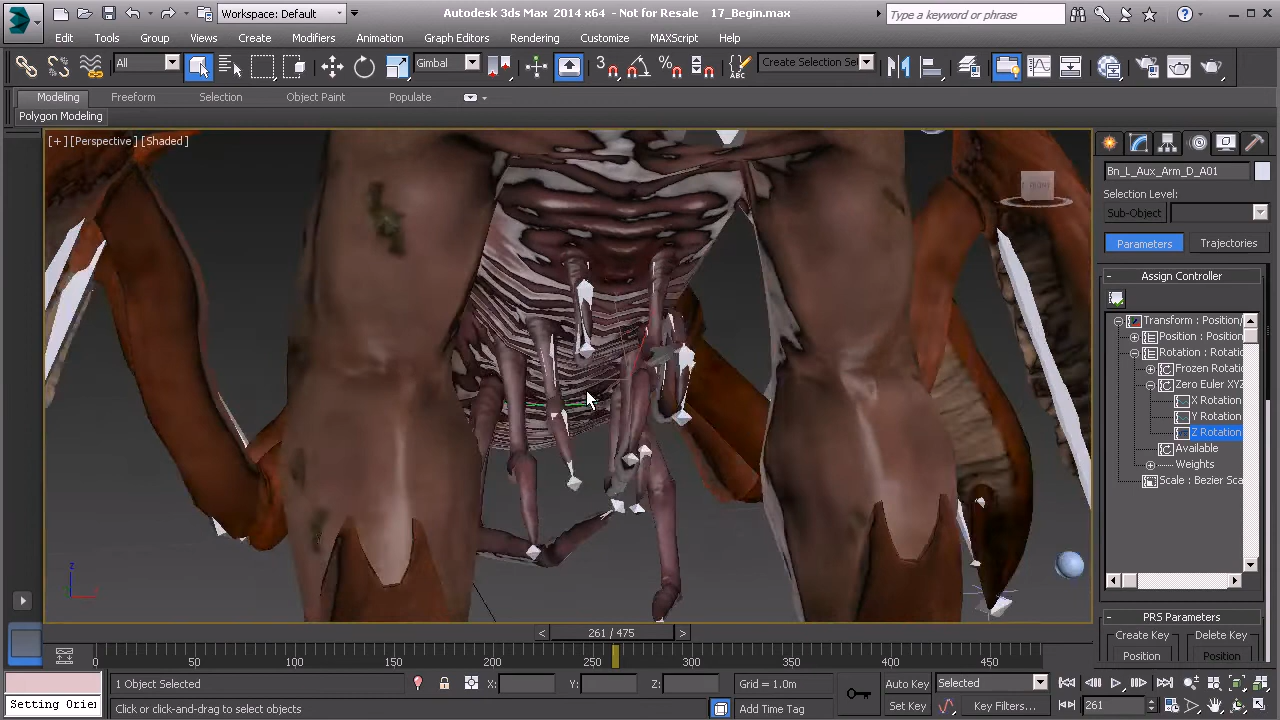 Workspace: Default
Autodesk 3ds Max 2014 x64 - Not for Resale 17_Begin.max
Type a keyword or phrase
Edit Tools Group Views Create Modifiers Animation Graph Editors Rendering Customize MAXScript Help
All
Gimbal
Create Selection Se
Modeling Freeform Selection Object Paint Populate
Polygon Modeling
[+] [Perspective] [Shaded]
Bn_L_Aux_Arm_D_A01
Selection Level:
Sub-Object
Parameters Trajectories
- Assign Controller
Transform : Position
Position : Position
Rotation : Rotatio
Frozen Rotatio
Zero Euler XYZ
X Rotation
Y Rotation
Z Rotation
Available
Weights
Scale : Bezier Sca
z
- PRS Parameters
Create Key Delete Key
Position Position
< 261 / 475 >
0 50 100 150 200 250 300 350 400 450
1 Object Selected
X: Y: Z:
Grid = 1.0m
Auto Key
Selected
Setting Orie
Click or click-and-drag to select objects
Add Time Tag
Set Key
Key Filters...
261